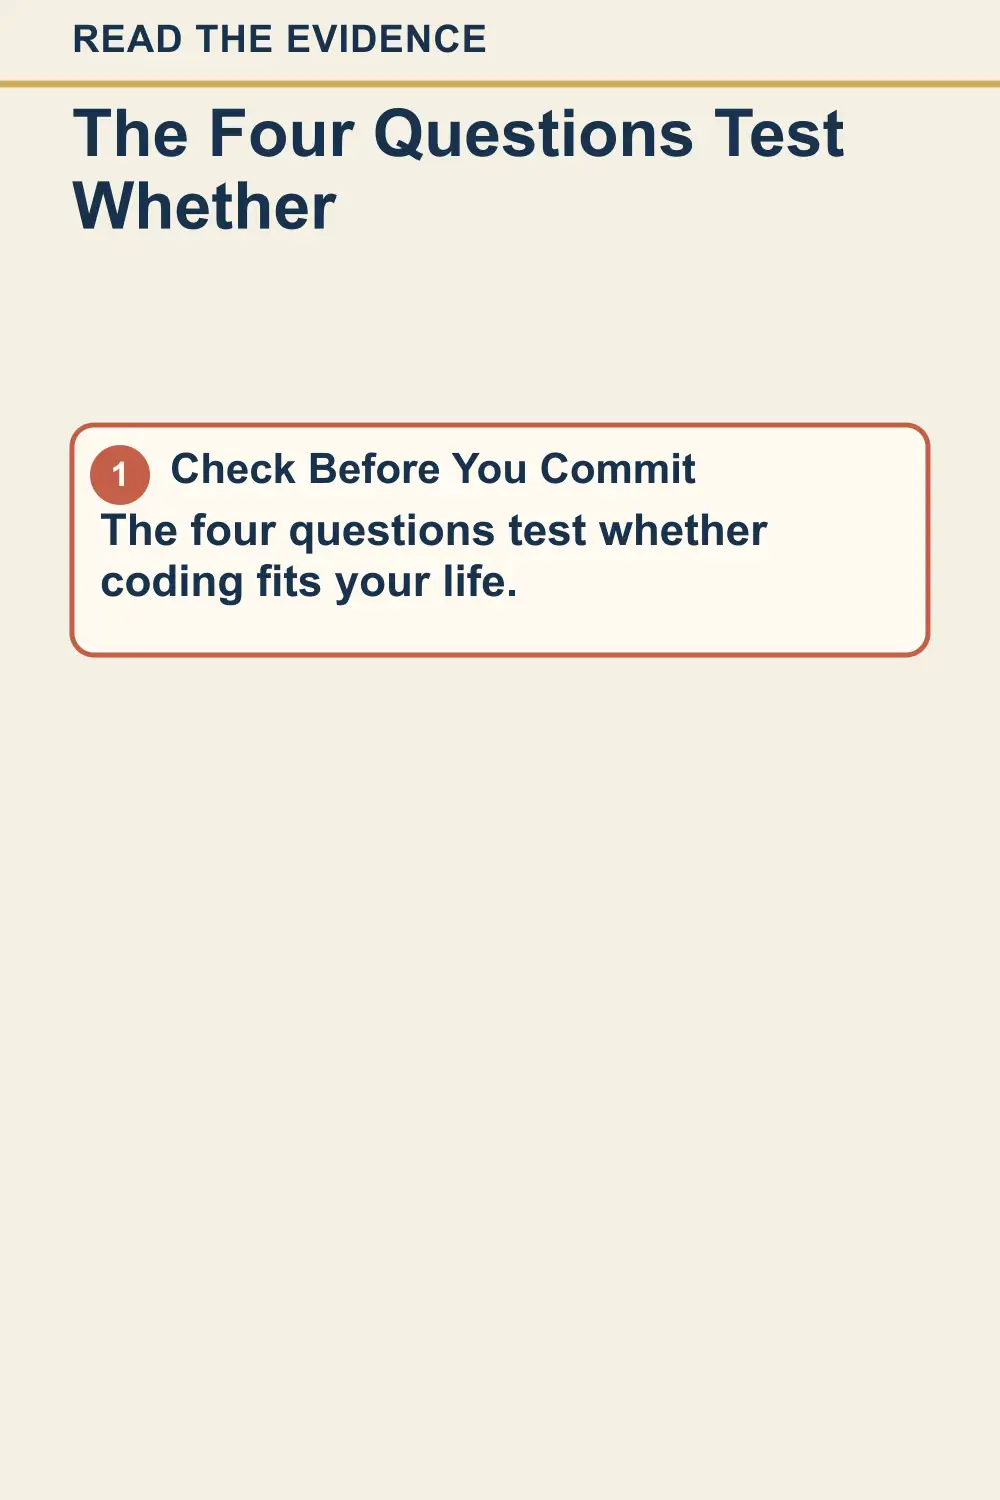 READ THE EVIDENCE
The Four Questions Test
Whether
1 Check Before You Commit
The four questions test whether
coding fits your life.